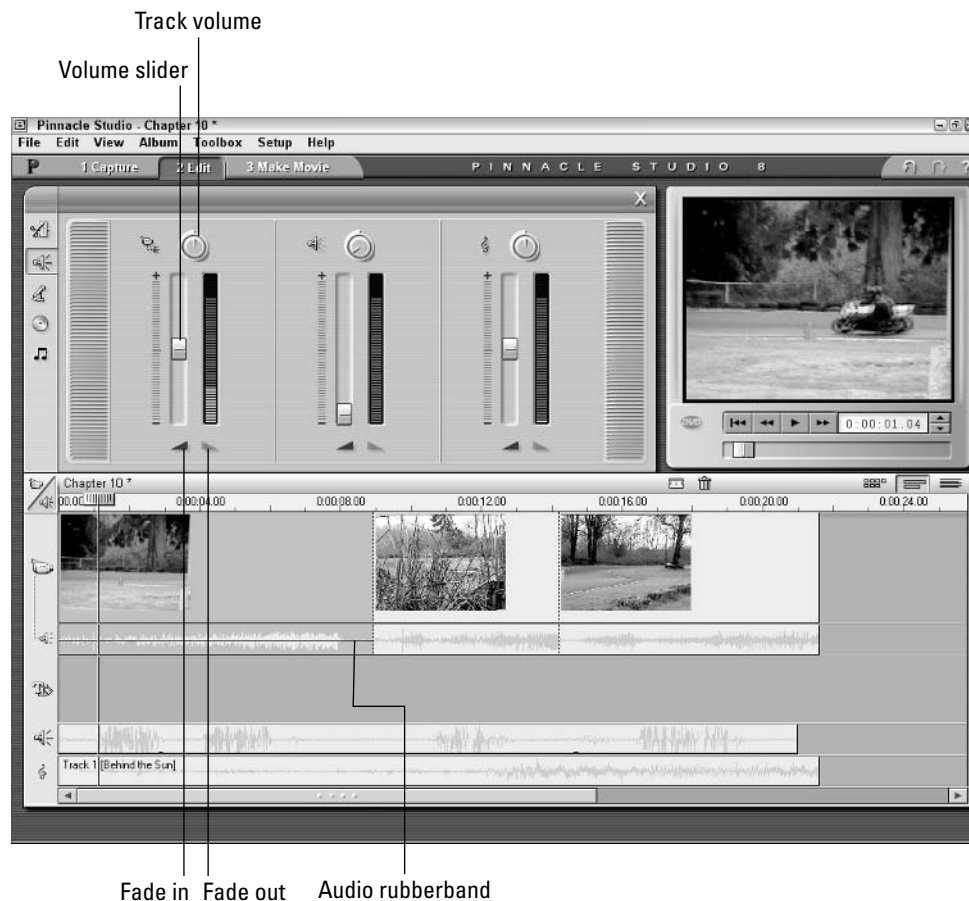 Track volume
Volume slider
Pinnacle Studio - Chapter 10 *
File Edit View Album Toolbox Setup Help
P 1 Capture 2 Edit 3 Make Movie PINNACLE STUDIO 8 ?
X
+ + +
- - -
DVD 0:00:01.04
Chapter 10 *
0:00:04.00 0:00:08.00 0:00:12.00 0:00:16.00 0:00:20.00 0:00:24.00
Track 1 [Behind the Sun]
Fade in Fade out Audio rubberband